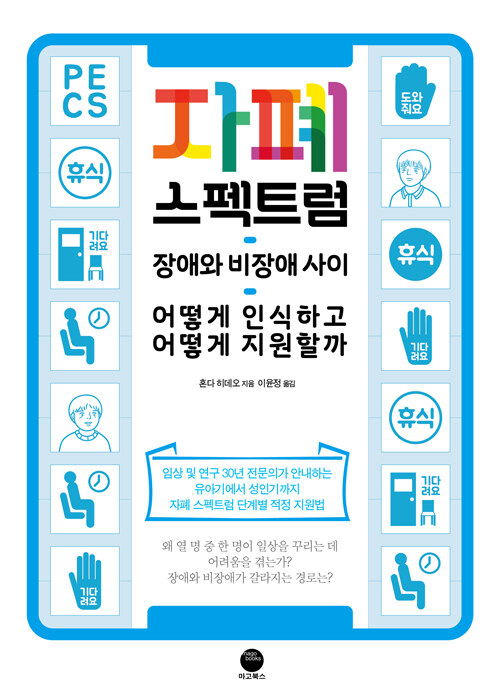 PE
CS
휴식
기다
려요
기다
려요
자폐
스펙트럼
장애와 비장애 사이
어떻게 인식하고
어떻게 지원할까
혼다 히데오 지음 이윤정 옮김
임상 및 연구 30년 전문의가 안내하는
유아기에서 성인기까지
자폐 스펙트럼 단계별 적정 지원법
왜 열 명 중 한 명이 일상을 꾸리는 데
어려움을 겪는가?
장애와 비장애가 갈라지는 경로는?
도와
줘요
휴식
기다
려요
휴식
기다
려요
mago
books
마고북스